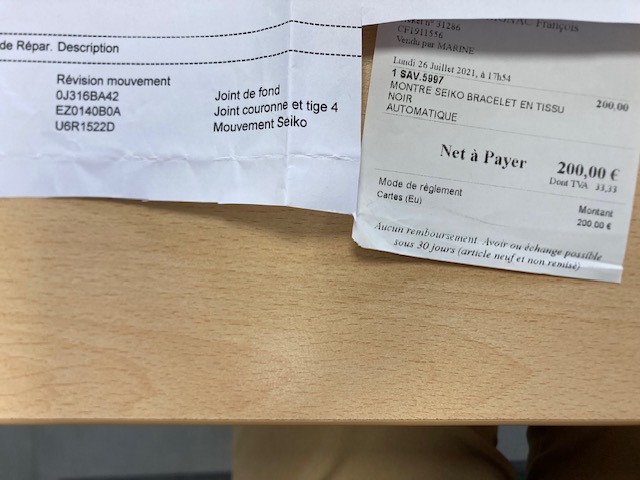 de Répar. Description
Révision mouvement
0J316BA42 Joint de fond
EZ0140B0A Joint couronne et tige 4
U6R1522D Mouvement Seiko
n° 31286 François
CF1911556
Vendu par MARINE
Lundi 26 Juillet 2021, à 17h54
1 SAV.5997
MONTRE SEIKO BRACELET EN TISSU 200.00
NOIR
AUTOMATIQUE
Net à Payer 200,00 €
Dont TVA 33,33
Mode de réglement Montant
Cartes (Eu) 200.00 €
Aucun remboursement Avoir ou échange possible
sous 30 jours (article neuf et non remisé)